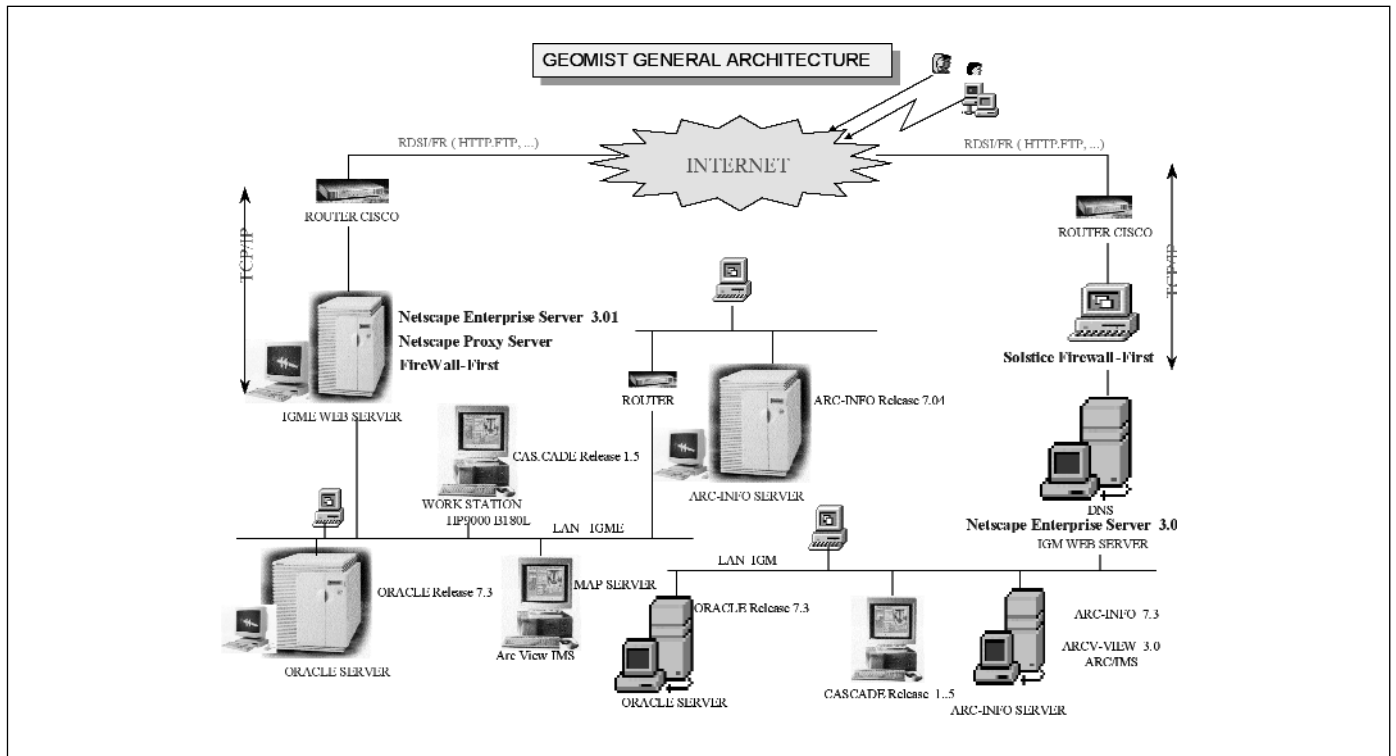 GEOMIST GENERAL ARCHITECTURE
RDSI/FR ( HTTP.FTP, ...)
INTERNET
RDSI/FR ( HTTP.FTP, ...)
ROUTER CISCO
ROUTER CISCO
TCP/IP
TCP/IP
Netscape Enterprise Server 3.01
Netscape Proxy Server
FireWall-First
IGME WEB SERVER
Solstice Firewall-First
ROUTER
ARC-INFO Release 7.04
ARC-INFO SERVER
CAS.CADE Release 1.5
WORK STATION
HP9000 B180L
DNS
Netscape Enterprise Server 3.0
IGM WEB SERVER
LAN IGME
LAN IGM
ORACLE Release 7.3
ORACLE SERVER
MAP SERVER
Arc View IMS
ORACLE Release 7.3
ORACLE SERVER
CASCADE Release 1..5
ARC-INFO 7.3
ARCV-VIEW 3.0
ARC/IMS
ARC-INFO SERVER